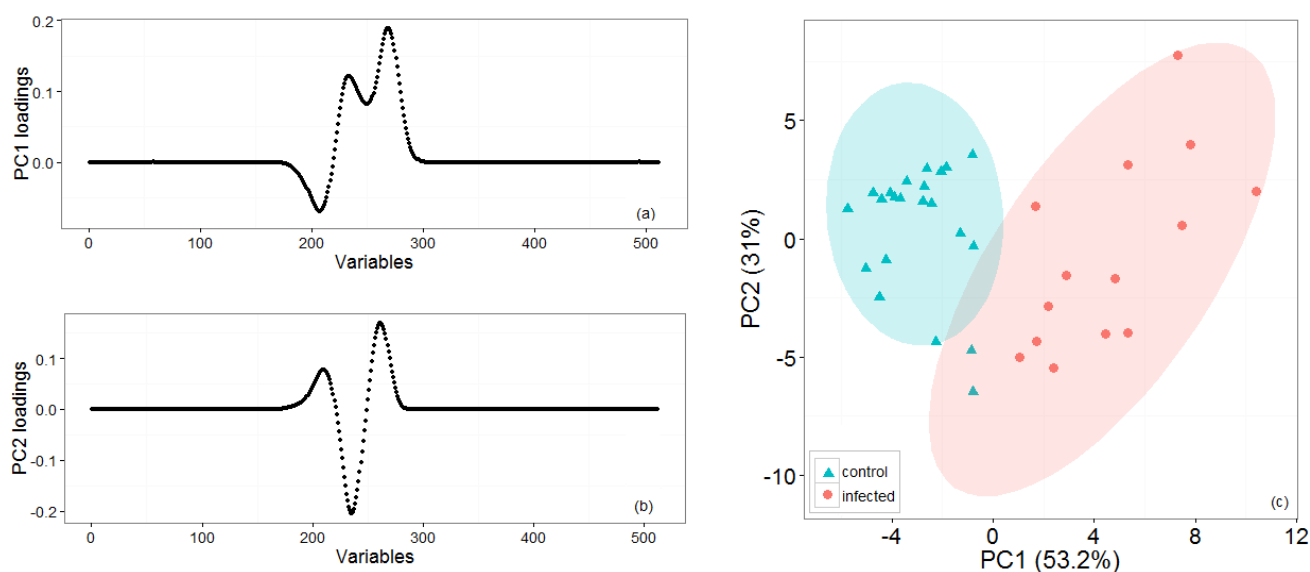 0.2
0.1
0.0
PC1 loadings
(a)
0 100 200 300 400 500
Variables
0.1
0.0
-0.1
-0.2
PC2 loadings
(b)
0 100 200 300 400 500
Variables
5
0
-5
-10
PC2 (31%)
control
infected
(c)
-4 0 4 8 12
PC1 (53.2%)